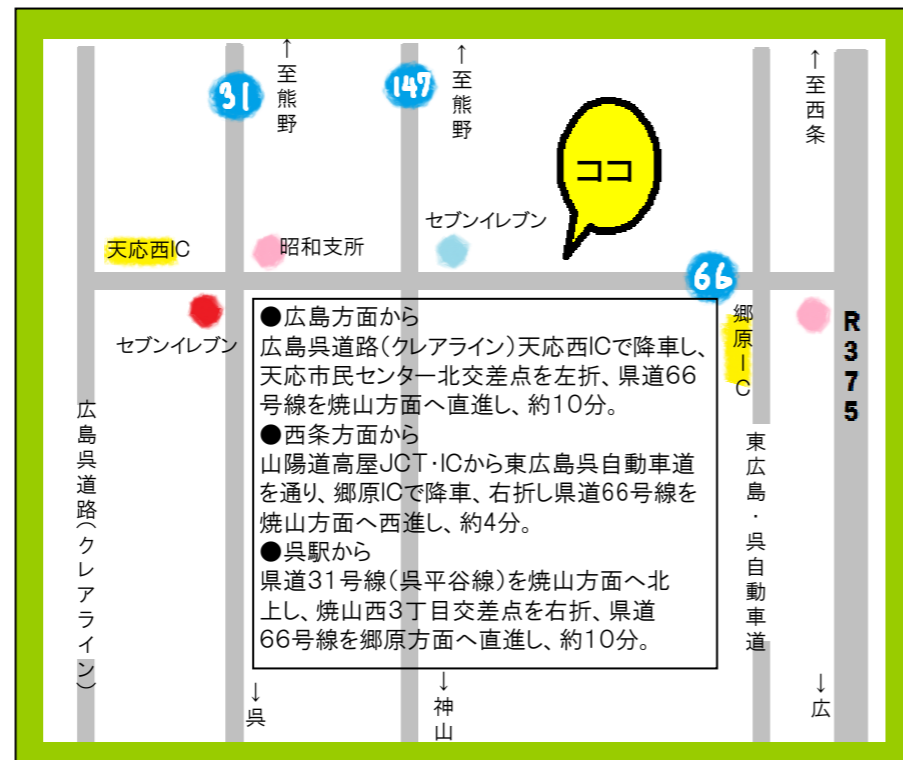 ↑至熊野
↑至熊野
↑至西条
31
147
ココ
セブンイレブン
天応西IC
昭和支所
66
セブンイレブン
郷原IC
R375
●広島方面から
広島呉道路(クレアライン)天応西ICで降車し、
天応市民センター北交差点を左折、県道66
号線を焼山方面へ直進し、約10分。
●西条方面から
山陽道高屋JCT・ICから東広島呉自動車道
を通り、郷原ICで降車、右折し県道66号線を
焼山方面へ西進し、約4分。
●呉駅から
県道31号線(呉平谷線)を焼山方面へ北
上し、焼山西3丁目交差点を右折、県道
66号線を郷原方面へ直進し、約10分。
広島呉道路(クレアライン)
東広島・呉自動車道
↓呉
↓神山
↓広